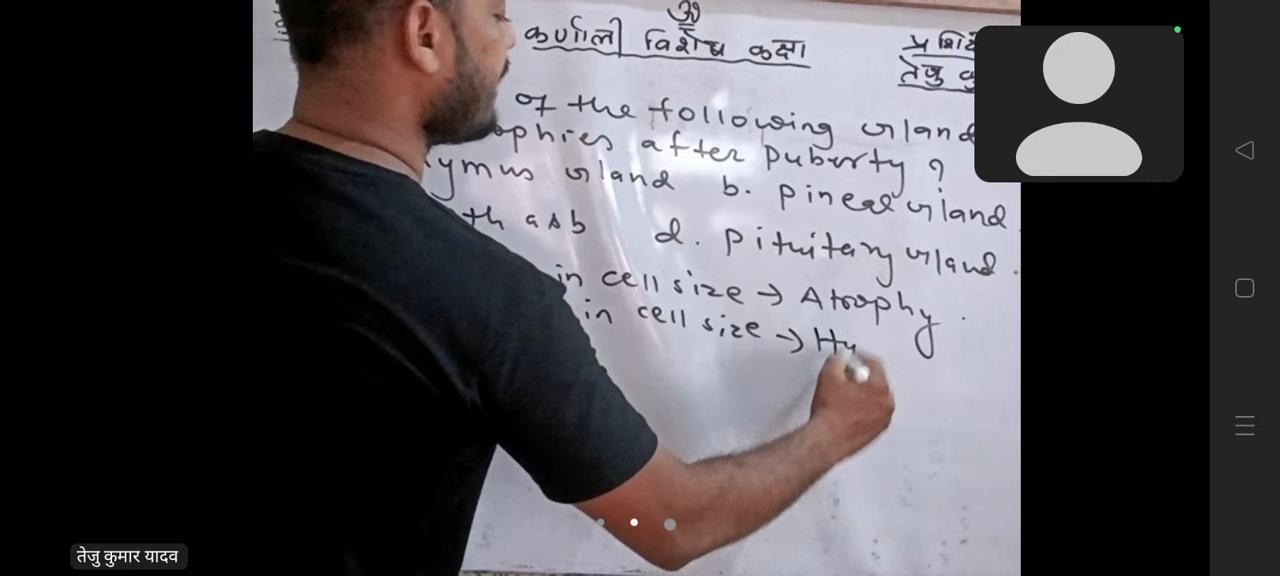 ॐ
कर्णाली विशेष कक्षा
तेजु
of the following gland
ophies after puberty ?
ymus gland b. pineal gland
th a & b d. pituitary gland.
in cell size → Atrophy.
in cell size → Hy
तेजु कुमार यादव